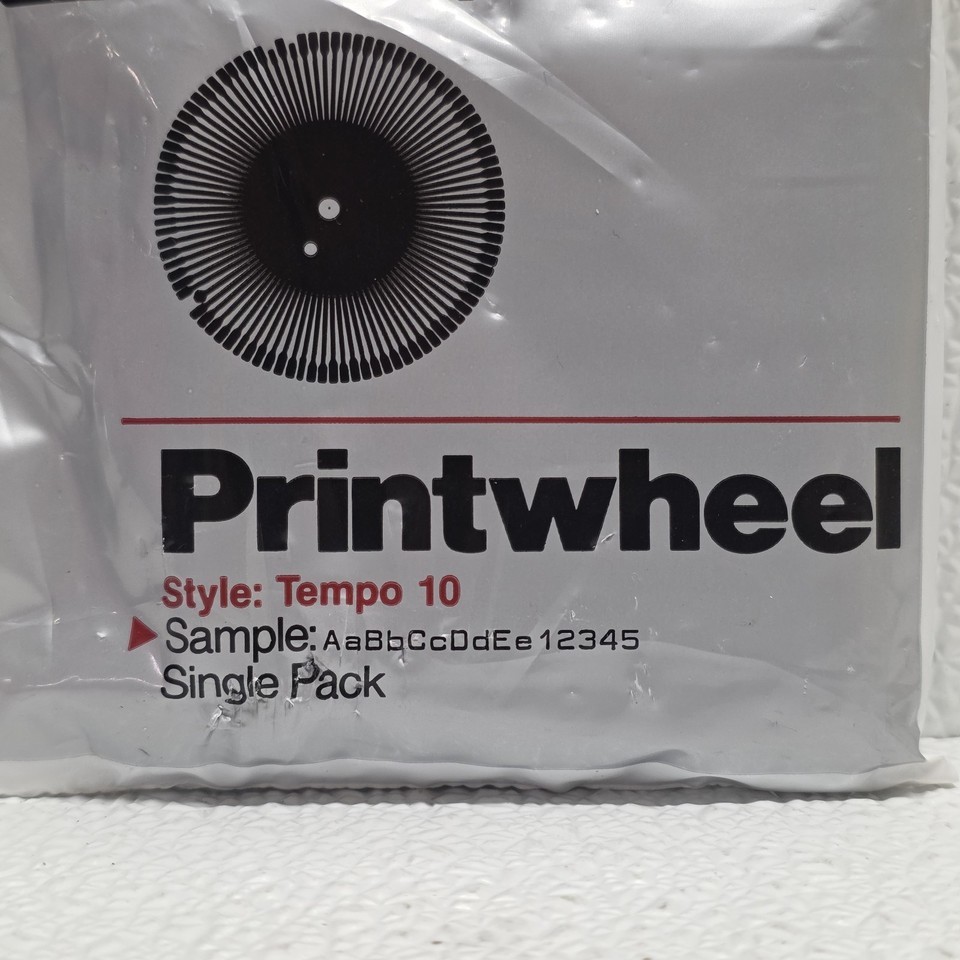 Printwheel
Style: Tempo 10
Sample: AaBbCcDdEe12345
Single Pack